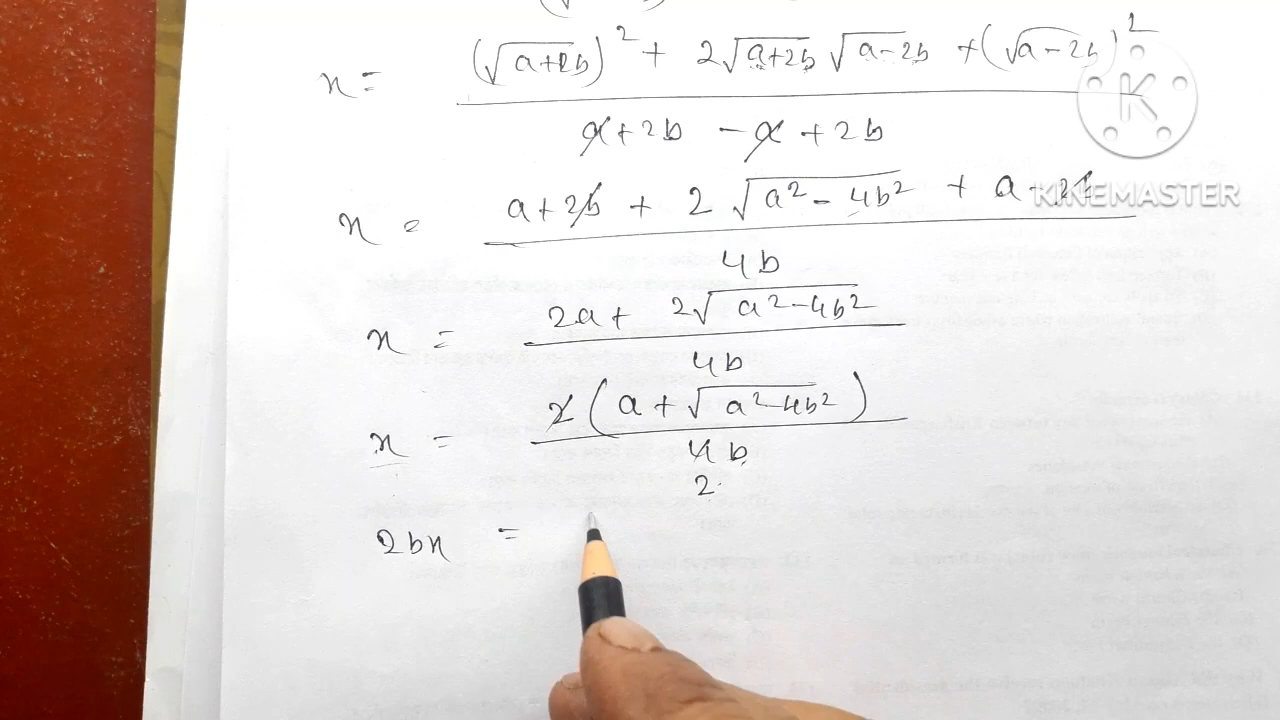 x = (√(a+2b))² + 2√(a+2b) √(a-2b) + (√(a-2b))² / a+2b - a + 2b
KINEMASTER
x = a+2b + 2√(a²-4b²) + a-2b / 4b
x = 2a + 2√(a²-4b²) / 4b
x = 2(a+√(a²-4b²)) / 4b
2
2bx =